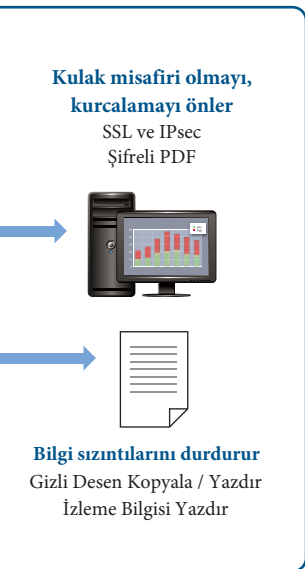 Kulak misafiri olmayı,
kurcalamayı önler
SSL ve IPsec
Şifreli PDF
Bilgi sızıntılarını durdurur
Gizli Desen Kopyala / Yazdır
İzleme Bilgisi Yazdır